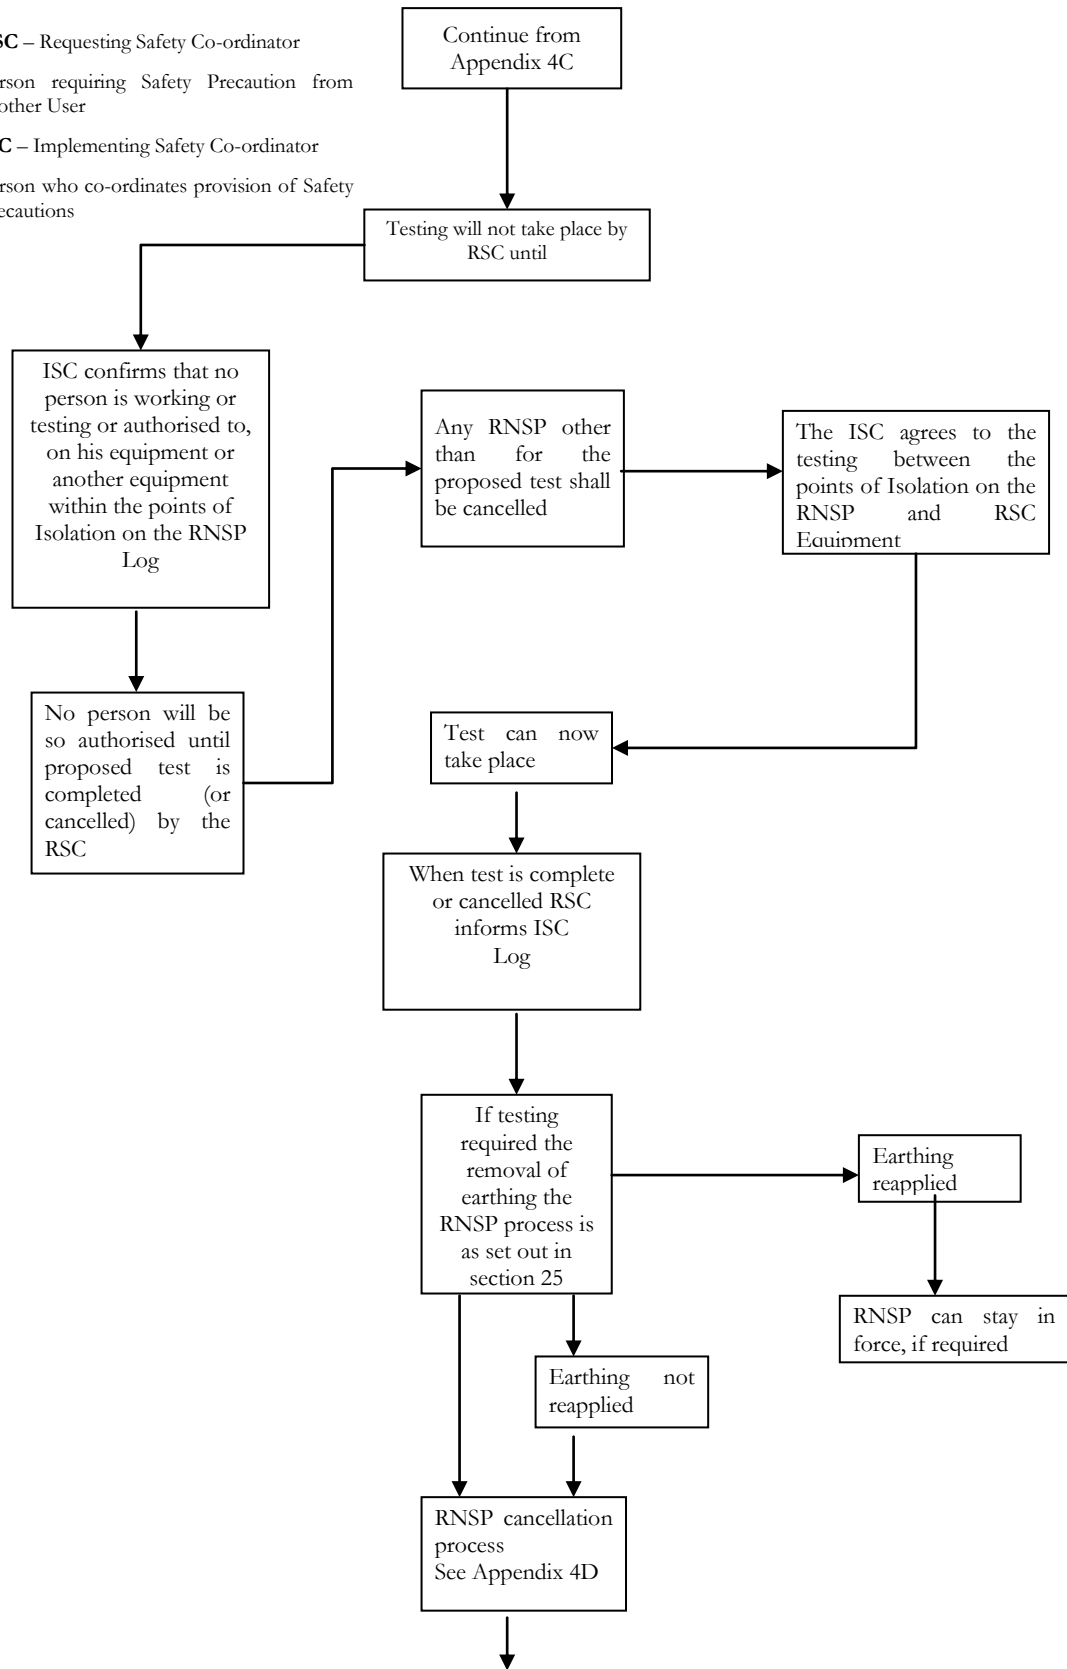 SC – Requesting Safety Co-ordinator
erson requiring Safety Precaution from
other User
C – Implementing Safety Co-ordinator
erson who co-ordinates provision of Safety
ecautions
Continue from
Appendix 4C
Testing will not take place by
RSC until
ISC confirms that no
person is working or
testing or authorised to,
on his equipment or
another equipment
within the points of
Isolation on the RNSP
Log
No person will be
so authorised until
proposed test is
completed (or
cancelled) by the
RSC
Any RNSP other
than for the
proposed test shall
be cancelled
The ISC agrees to the
testing between the
points of Isolation on the
RNSP and RSC
Equipment
Test can now
take place
When test is complete
or cancelled RSC
informs ISC
Log
If testing
required the
removal of
earthing the
RNSP process is
as set out in
section 25
Earthing
reapplied
RNSP can stay in
force, if required
Earthing not
reapplied
RNSP cancellation
process
See Appendix 4D